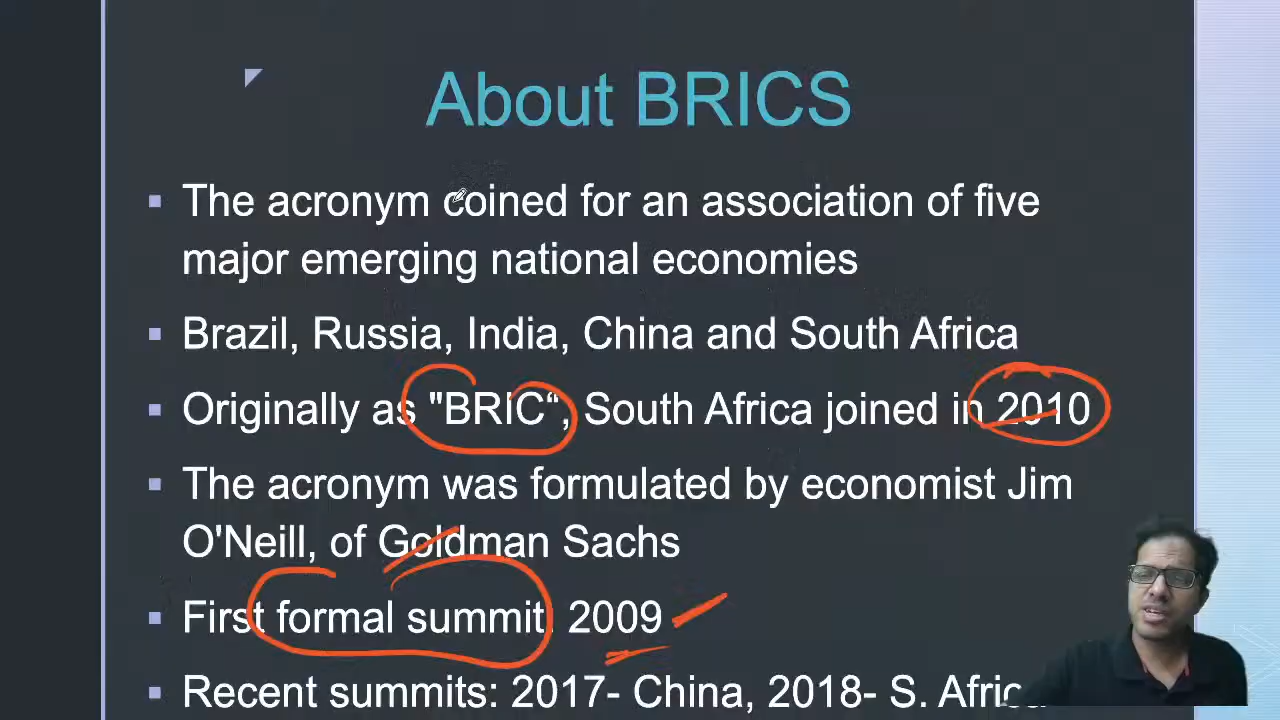 About BRICS
The acronym coined for an association of five
major emerging national economies
Brazil, Russia, India, China and South Africa
Originally as "BRIC“, South Africa joined in 2010
The acronym was formulated by economist Jim
O'Neill, of Goldman Sachs
First formal summit: 2009
Recent summits: 2017- China, 2018- S. Africa